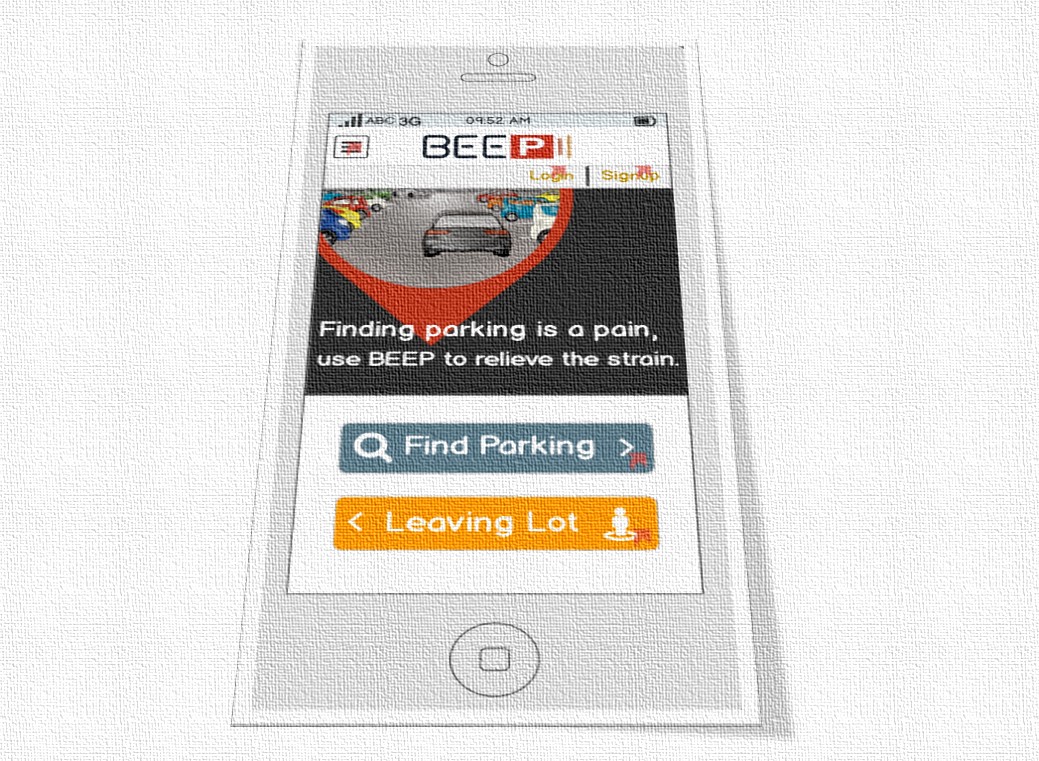 ABC 3G 09:52 AM
BEEP
Login | Signup
Finding parking is a pain,
use BEEP to relieve the strain.
Find Parking >
< Leaving Lot